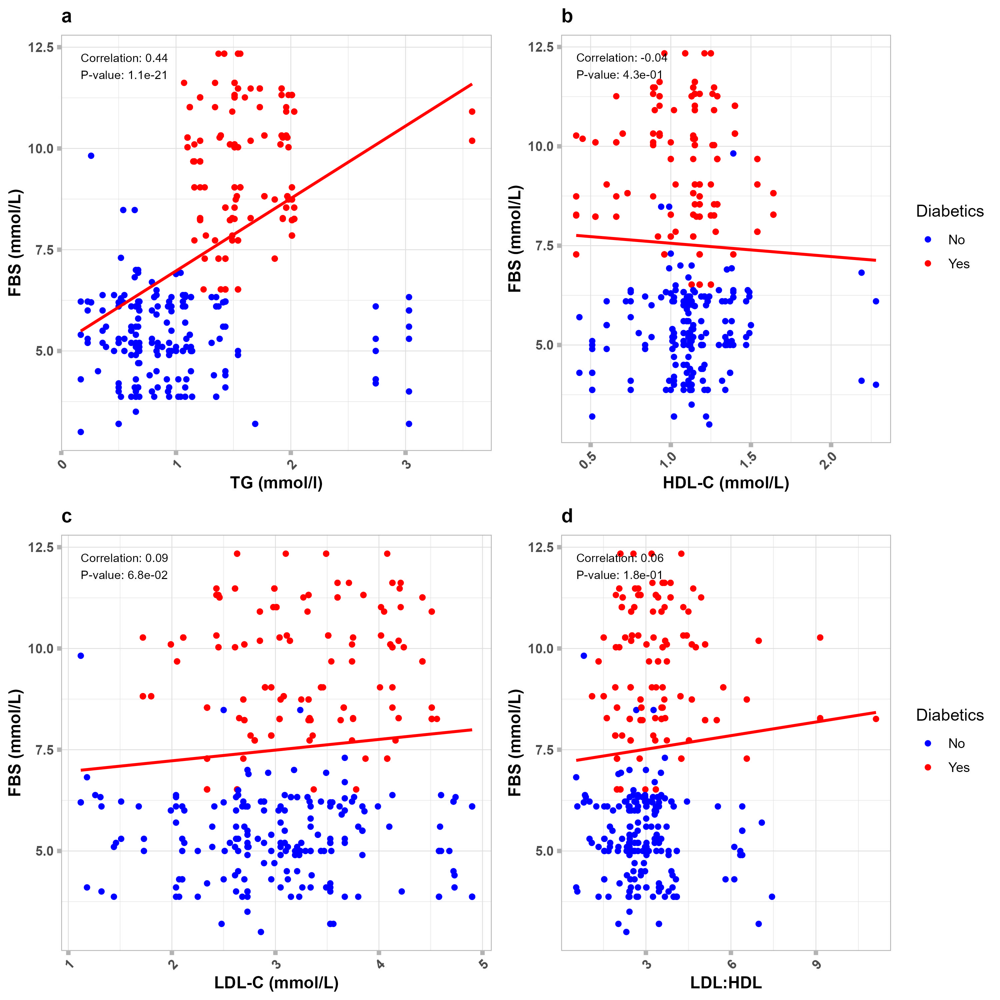 a
Correlation: 0.44
P-value: 1.1e-21
12.5
10.0
7.5
5.0
FBS (mmol/L)
0
1
2
3
TG (mmol/l)
b
Correlation: -0.04
P-value: 4.3e-01
12.5
10.0
7.5
5.0
FBS (mmol/L)
0.5
1.0
1.5
2.0
HDL-C (mmol/L)
Diabetics
No
Yes
c
Correlation: 0.09
P-value: 6.8e-02
12.5
10.0
7.5
5.0
FBS (mmol/L)
1
2
3
4
5
LDL-C (mmol/L)
d
Correlation: 0.06
P-value: 1.8e-01
12.5
10.0
7.5
5.0
FBS (mmol/L)
3
6
9
LDL:HDL
Diabetics
No
Yes